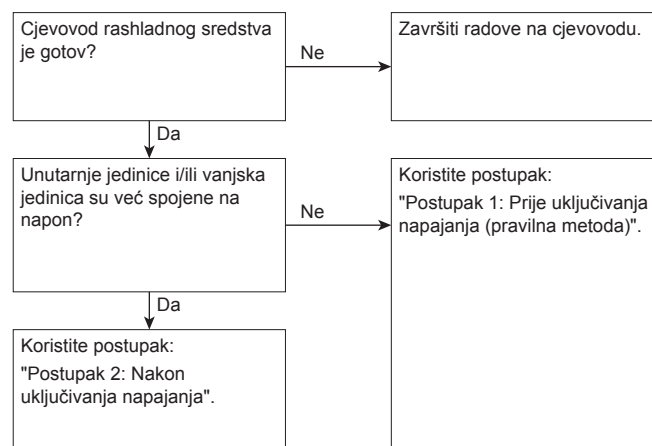 Cjevovod rashladnog sredstva
je gotov?
Ne
Završiti radove na cjevovodu.
Da
Unutarnje jedinice i/ili vanjska
jedinica su već spojene na
napon?
Ne
Koristite postupak:
"Postupak 1: Prije uključivanja
napajanja (pravilna metoda)".
Da
Koristite postupak:
"Postupak 2: Nakon
uključivanja napajanja".